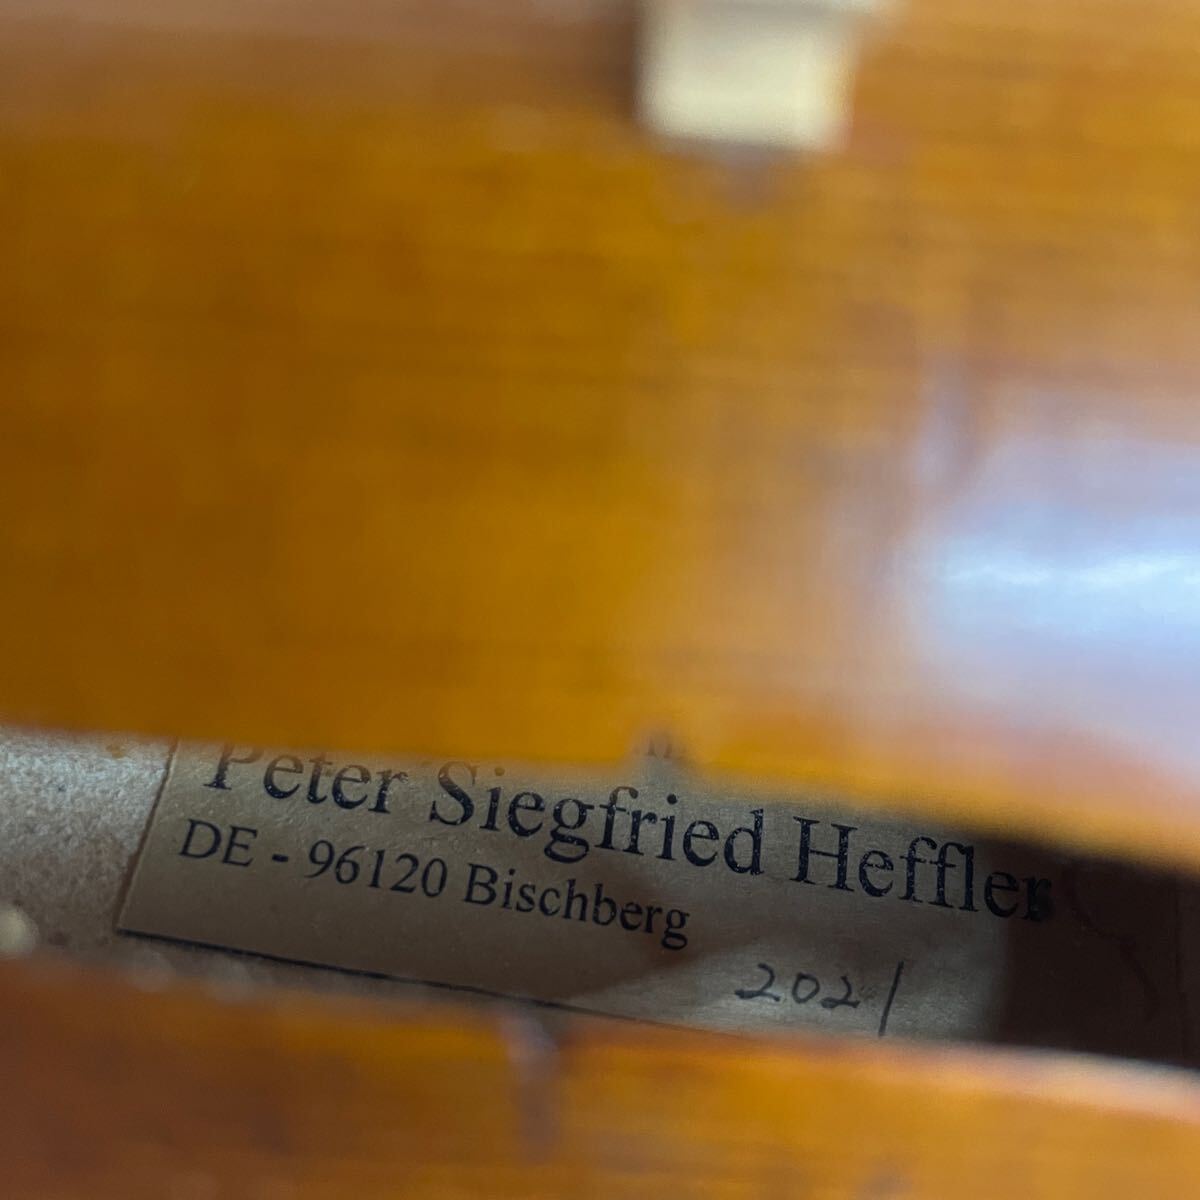 Peter Siegfried Heffler
DE - 96120 Bischberg
2021